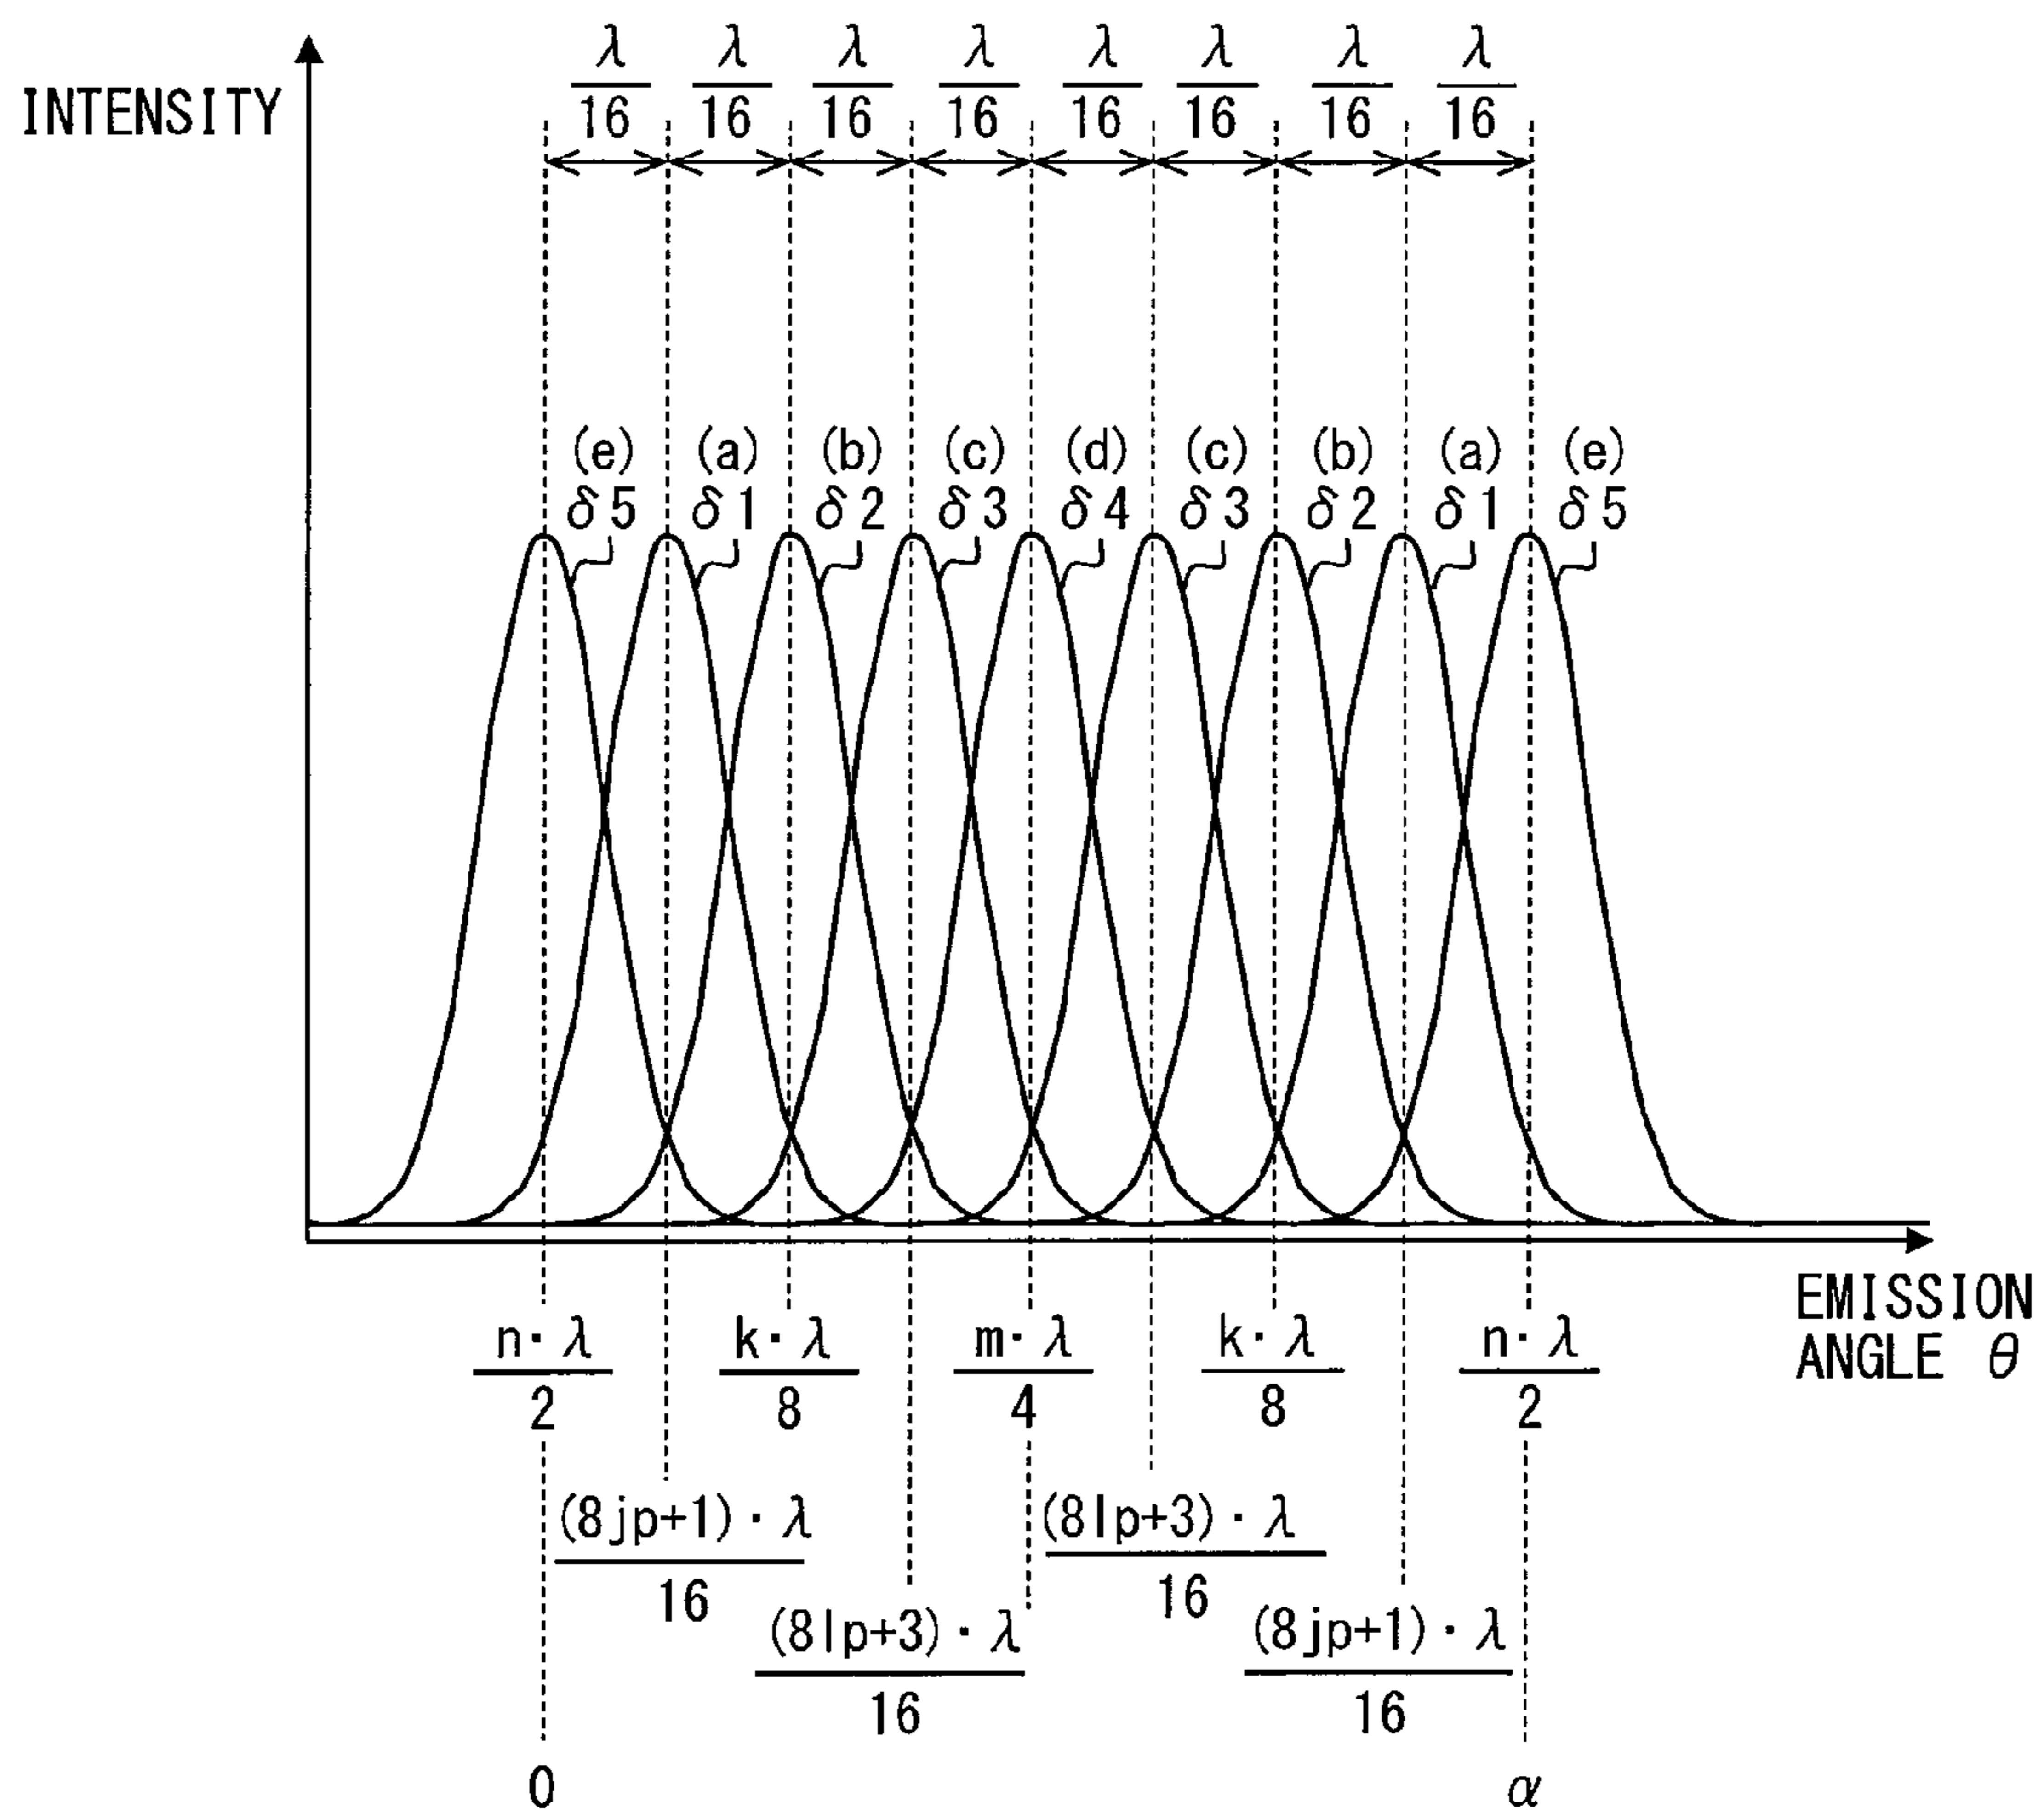 λ λ λ λ λ λ λ λ
16 16 16 16 16 16 16 16
INTENSITY
(e) (a) (b) (c) (d) (c) (b) (a) (e)
δ5 δ1 δ2 δ3 δ4 δ3 δ2 δ1 δ5
EMISSION
ANGLE θ
n・λ k・λ m・λ k・λ n・λ
2 8 4 8 2
(8jp+1)・λ (8lp+3)・λ
16 16
(8lp+3)・λ (8jp+1)・λ
16 16
0 α